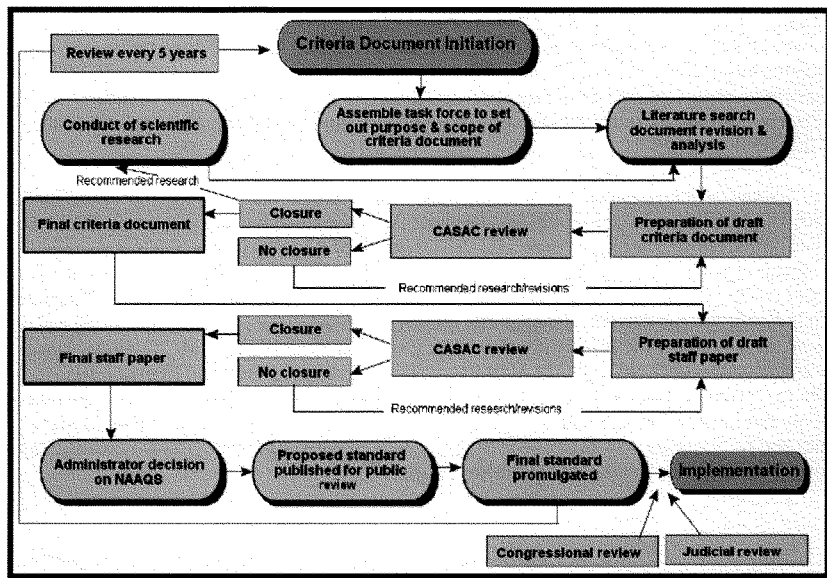 Review every 5 years
Criteria Document Initiation
Conduct of scientific
research
Assemble task force to set
out purpose & scope of
criteria document
Literature search
document revision &
analysis
Recommended research
Final criteria document
Closure
No closure
CASAC review
Preparation of draft
criteria document
Recommended research/revisions
Final staff paper
Closure
No closure
CASAC review
Preparation of draft
staff paper
Recommended research/revisions
Administrator decision
on NAAQS
Proposed standard
published for public
review
Final standard
promulgated
Implementation
Congressional review
Judicial review